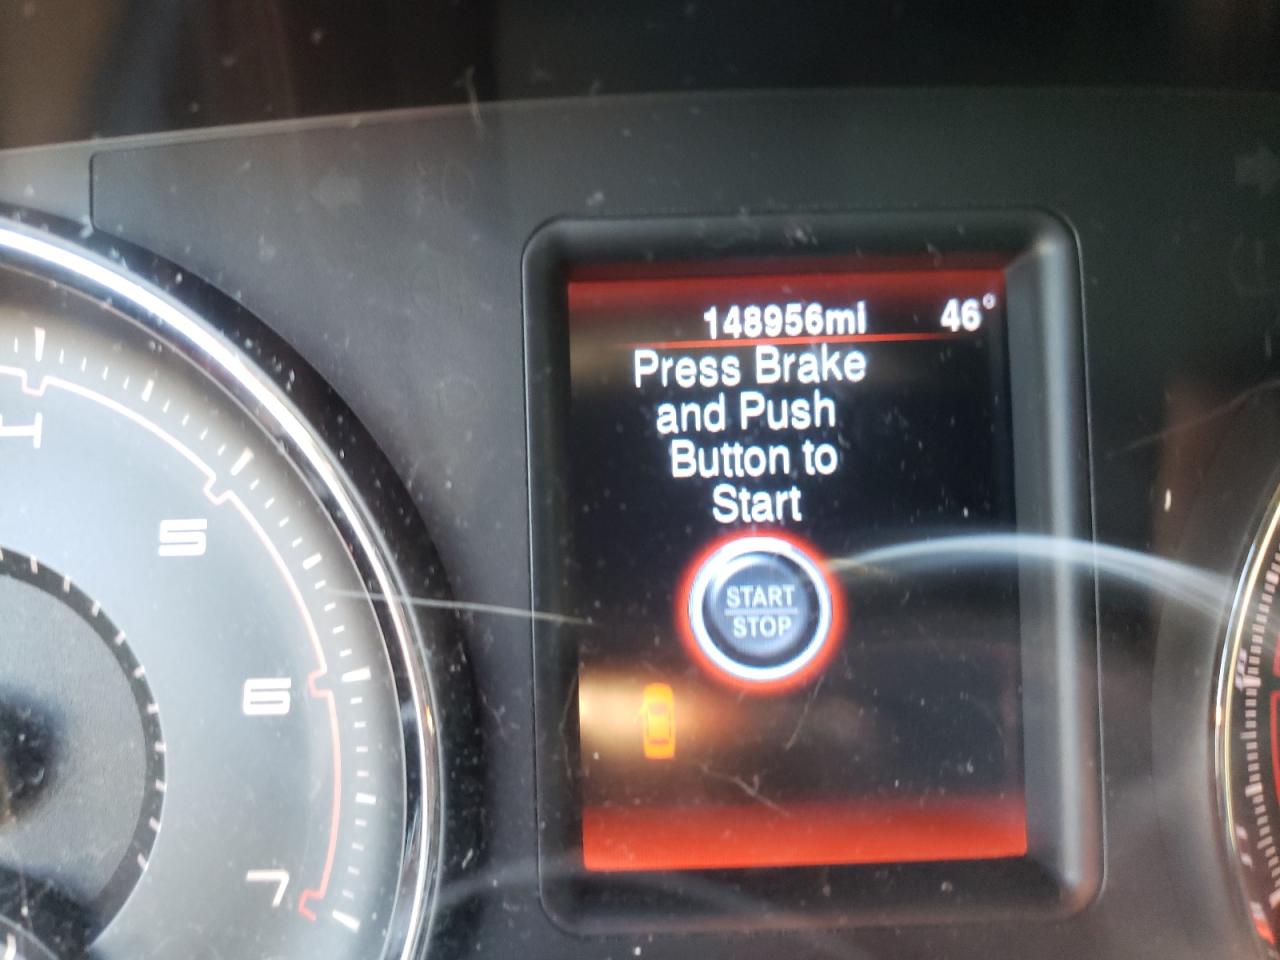 148956mi 46°
Press Brake
and Push
Button to
Start
START
STOP
5
6
7